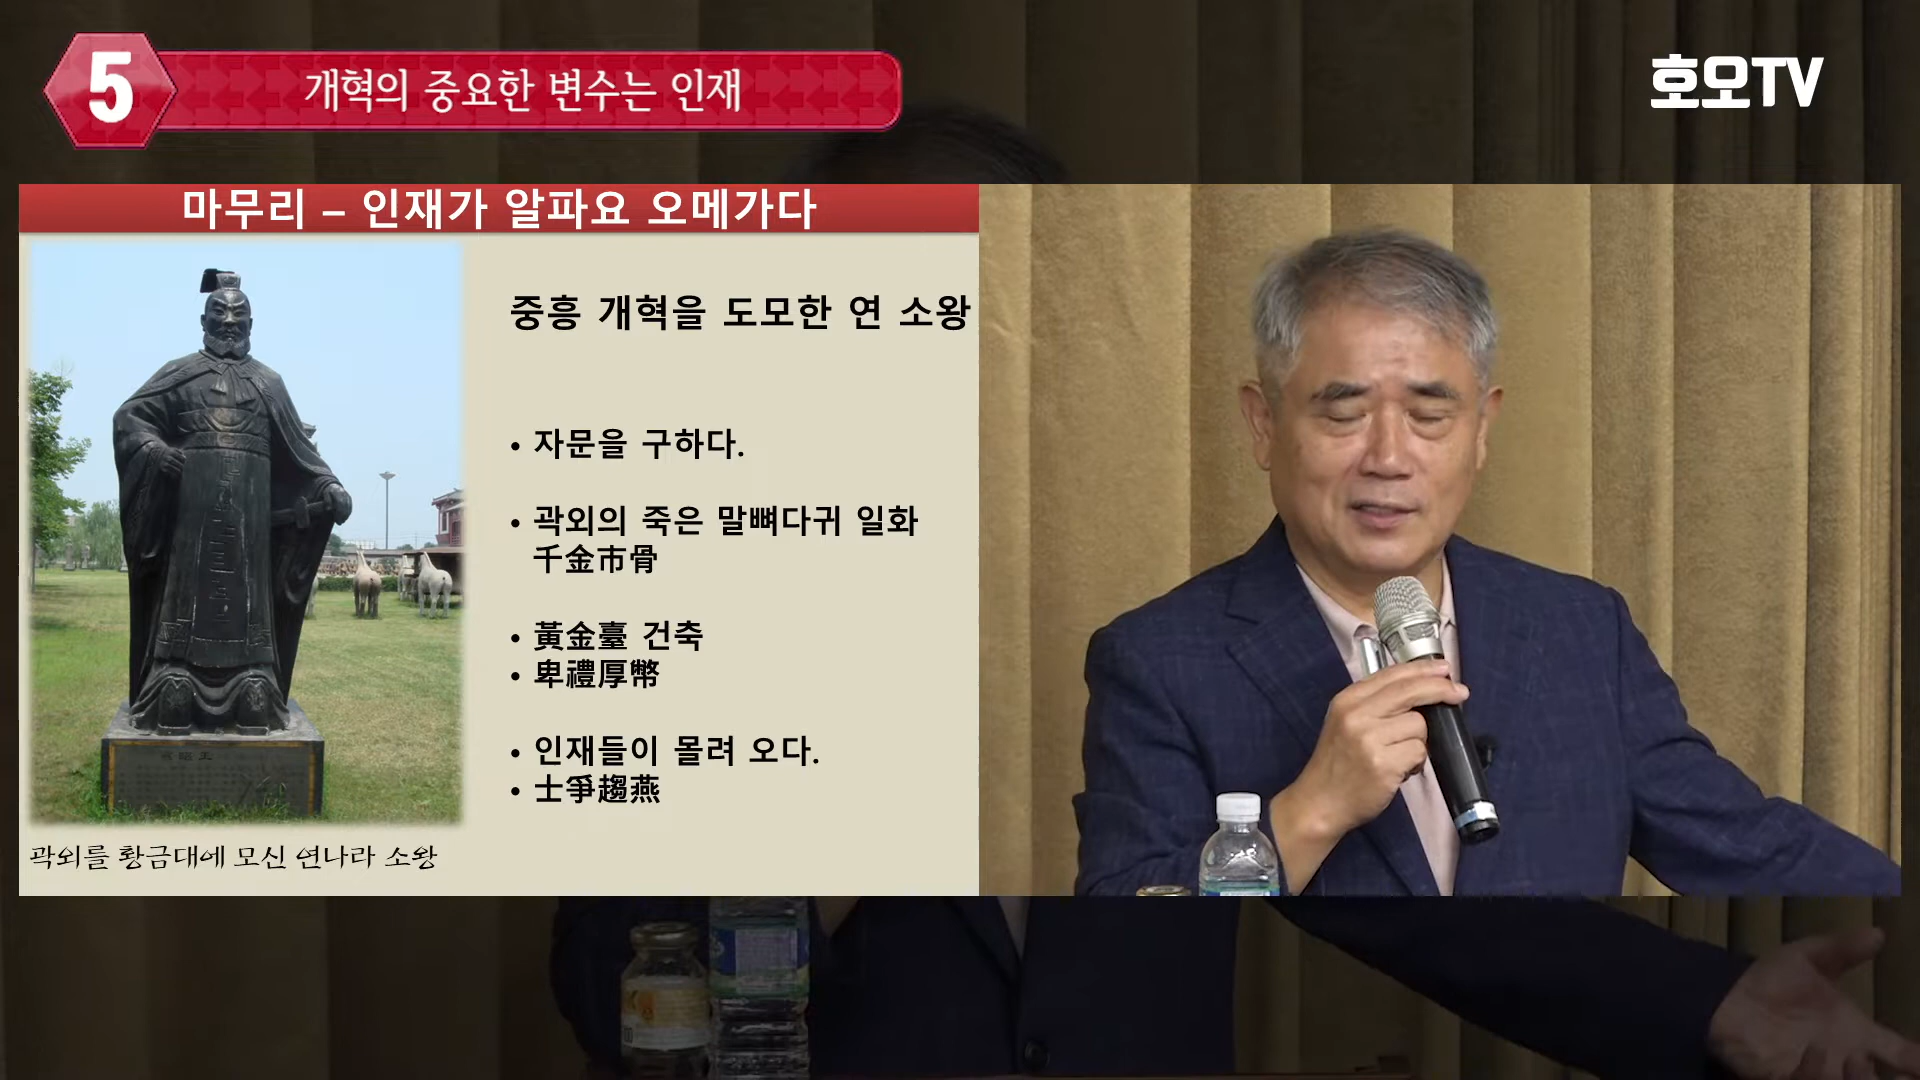 5
개혁의 중요한 변수는 인재
호오TV
마무리 – 인재가 알파요 오메가다
중흥 개혁을 도모한 연 소왕
• 자문을 구하다.
• 곽외의 죽은 말뼈다귀 일화
千金市骨
• 黃金臺 건축
• 卑禮厚幣
• 인재들이 몰려 오다.
• 士爭趨燕
곽외를 황금대에 모신 연나라 소왕